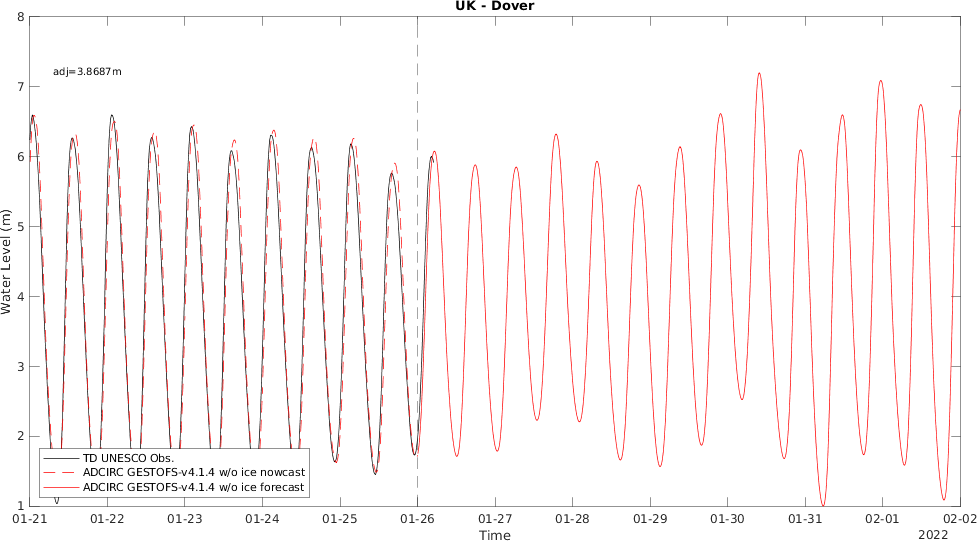 UK - Dover
8
adj=3.8687m
7
6
5
Water Level (m)
4
3
2
TD UNESCO Obs.
ADCIRC GESTOFS-v4.1.4 w/o ice nowcast
ADCIRC GESTOFS-v4.1.4 w/o ice forecast
1
01-21 01-22 01-23 01-24 01-25 01-26 01-27 01-28 01-29 01-30 01-31 02-01 02-02
Time
2022